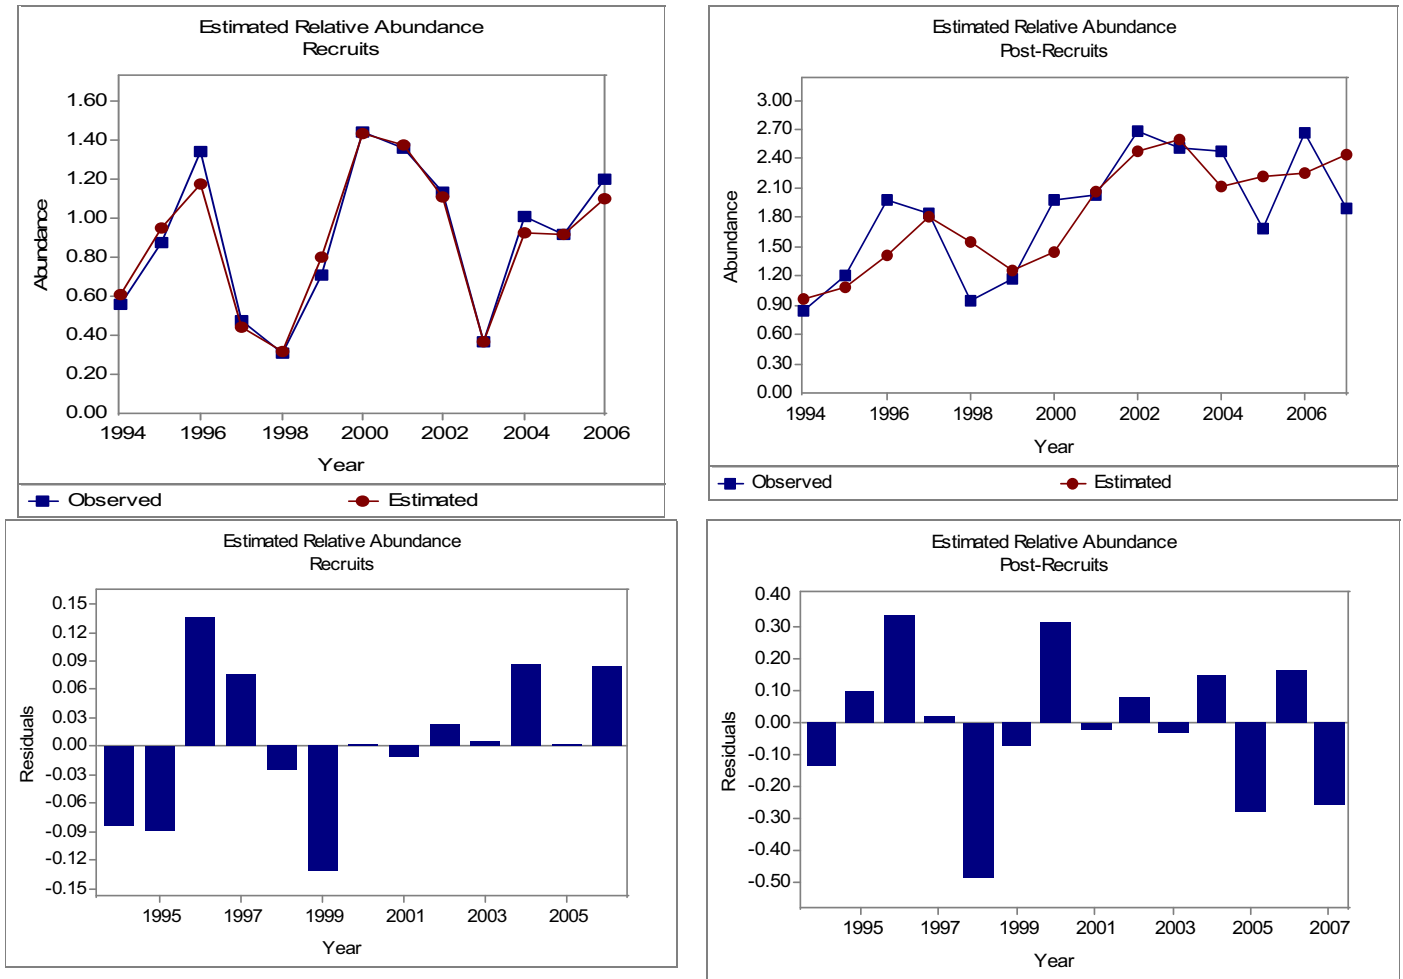 Estimated Relative Abundance
Recruits
1.60
1.40
1.20
1.00
0.80
0.60
0.40
0.20
0.00
Abundance
1994 1996 1998 2000 2002 2004 2006
Year
Observed Estimated
Estimated Relative Abundance
Post-Recruits
3.00
2.70
2.40
2.10
1.80
1.50
1.20
0.90
0.60
0.30
0.00
Abundance
1994 1996 1998 2000 2002 2004 2006
Year
Observed Estimated
Estimated Relative Abundance
Recruits
0.15
0.12
0.09
0.06
0.03
0.00
-0.03
-0.06
-0.09
-0.12
-0.15
Residuals
1995 1997 1999 2001 2003 2005
Year
Estimated Relative Abundance
Post-Recruits
0.40
0.30
0.20
0.10
0.00
-0.10
-0.20
-0.30
-0.40
-0.50
Residuals
1995 1997 1999 2001 2003 2005 2007
Year